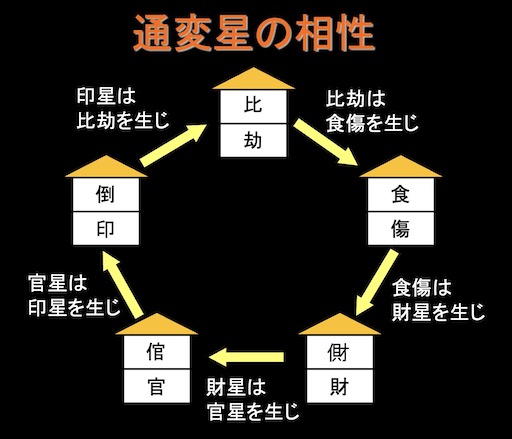 通変星の相性
印星は
比劫を生じ
比
劫
比劫は
食傷を生じ
倒
印
食
傷
官星は
印星を生じ
食傷は
財星を生じ
倌
官
財
財星は
官星を生じ